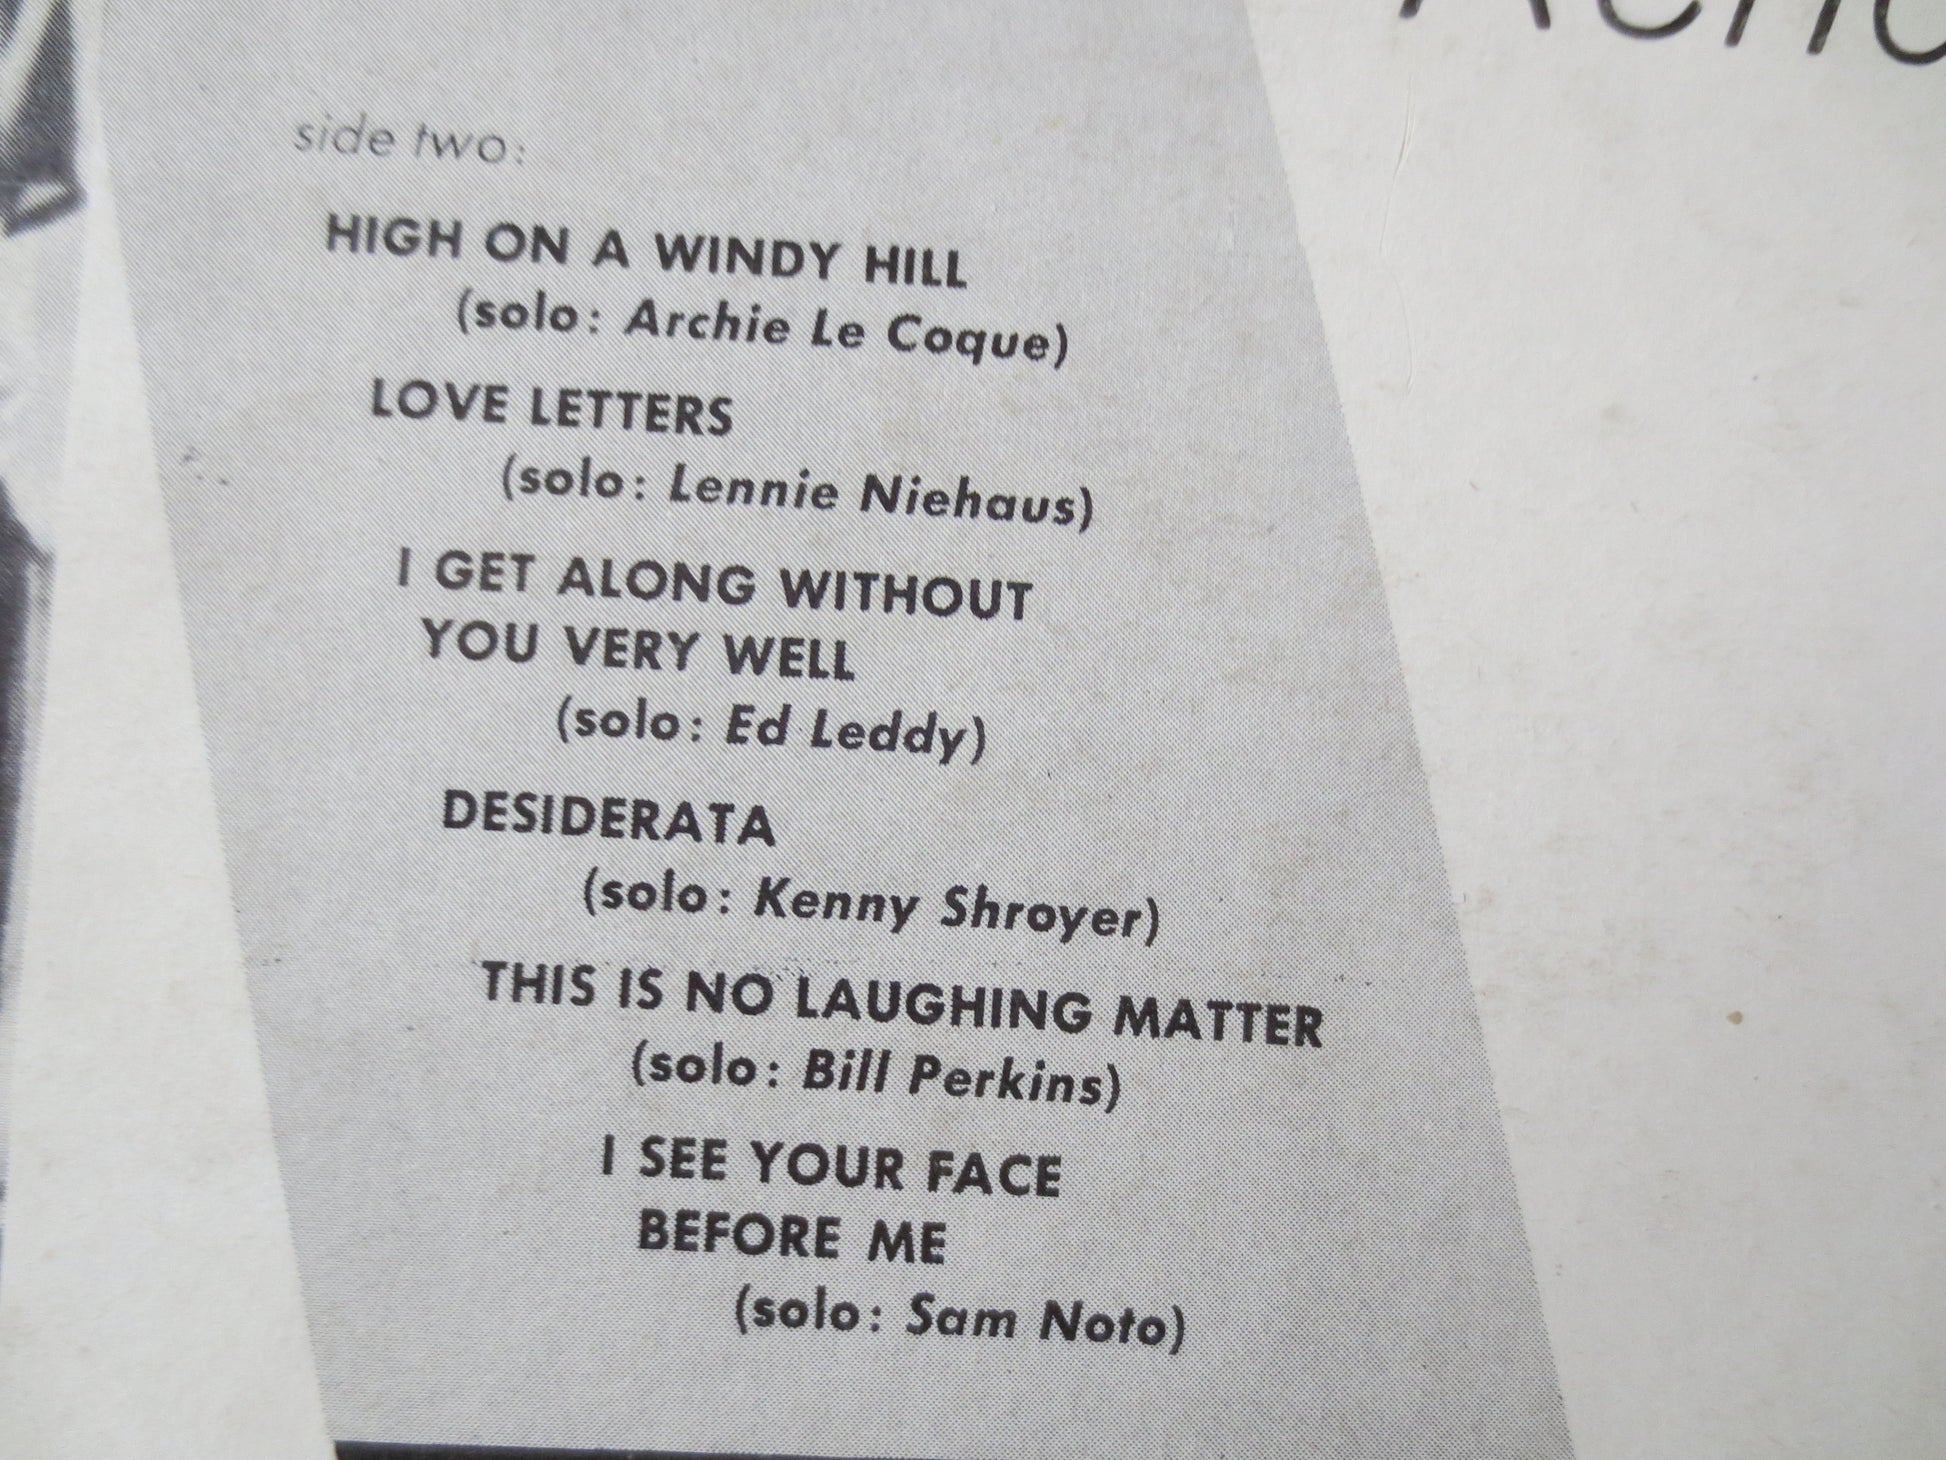 side two:
HIGH ON A WINDY HILL
(solo: Archie Le Coque)
LOVE LETTERS
(solo: Lennie Niehaus)
I GET ALONG WITHOUT
YOU VERY WELL
(solo: Ed Leddy)
DESIDERATA
(solo: Kenny Shroyer)
THIS IS NO LAUGHING MATTER
(solo: Bill Perkins)
I SEE YOUR FACE
BEFORE ME
(solo: Sam Noto)